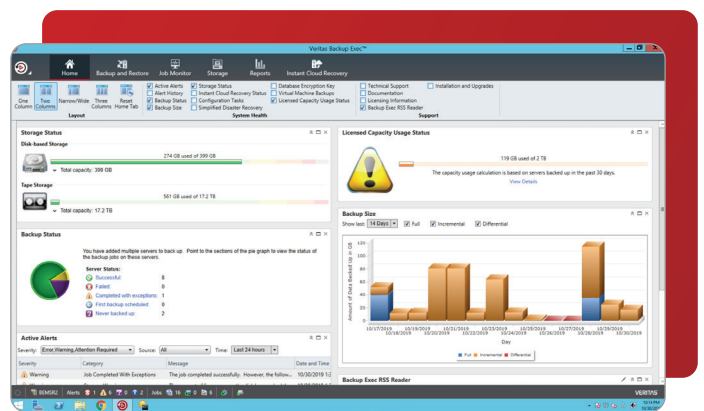 Veritas Backup Exec™
Home
Backup and Restore
Job Monitor
Storage
Reports
Instant Cloud Recovery
One Column
Two Columns
Narrow/Wide
Three Columns
Reset Home Tab
Layout
Active Alerts
Alert History
Backup Status
Backup Size
Storage Status
Instant Cloud Recovery Status
Configuration Tasks
Simplified Disaster Recovery
Database Encryption Key
Virtual Machine Backups
Licensed Capacity Usage Status
System Health
Technical Support
Documentation
Licensing Information
Backup Exec RSS Reader
Installation and Upgrades
Support
Storage Status
Disk-based Storage
274 GB used of 399 GB
Total capacity: 399 GB
Tape Storage
561 GB used of 17.2 TB
Total capacity: 17.2 TB
Licensed Capacity Usage Status
119 GB used of 2 TB
The capacity usage calculation is based on servers backed up in the past 30 days.
View Details
Backup Status
You have added multiple servers to back up. Point to the sections of the pie graph to view the status of
the backup jobs on these servers.
Server Status:
Successful 8
Failed 0
Completed with exceptions 1
First backup scheduled 0
Never backed up 2
Backup Size
Show last: 14 Days Full Incremental Differential
Amount of Data Backed Up in GB
120
100
80
60
40
20
0
10/17/2019 10/19/2019 10/21/2019 10/23/2019 10/25/2019 10/27/2019 10/29/2019
10/18/2019 10/20/2019 10/22/2019 10/24/2019 10/26/2019 10/28/2019 10/30/2019
Day
Full Incremental Differential
Active Alerts
Severity: Error,Warning,Attention Required Source: All Time: Last 24 hours
Severity Category Message Date and Time
Warning Job Completed With Exceptions The job completed successfully. However, the follow...
Backup Exec RSS Reader
BEMSR2 Alerts 1 6 0 2 Jobs 16 0 6
VERITAS